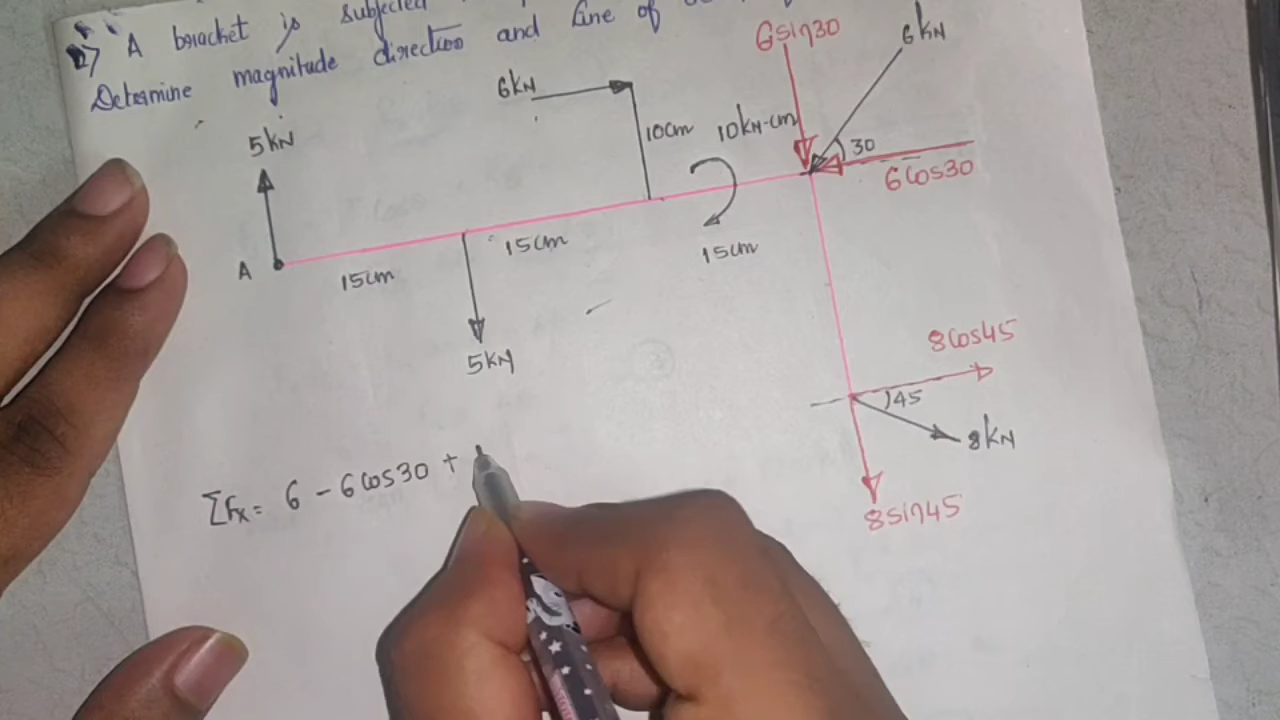 2) A bracket is subjected
Determine magnitude direction and Line of
6sin30
6kN
6kN
5kN
10cm
10kN-cm
30
6Cos30
A
15cm
15cm
15cm
5kN
8Cos45
45
8kN
8sin45
ΣFx = 6 - 6cos30 +